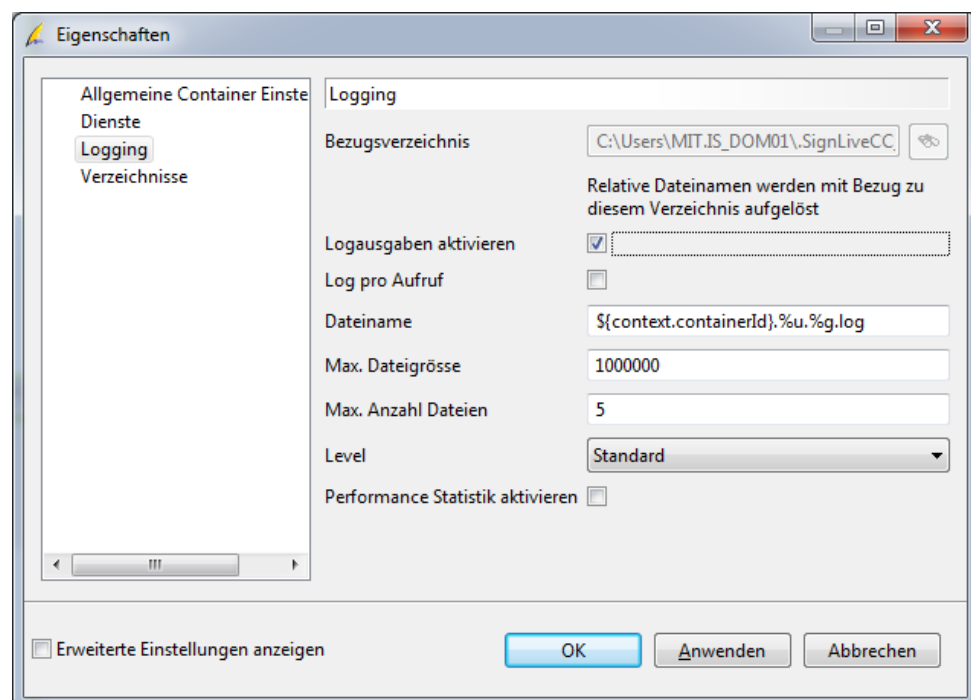 Eigenschaften
Allgemeine Container Einste
Dienste
Logging
Verzeichnisse
Logging
Bezugsverzeichnis
C:\Users\MIT.IS_DOM01\.SignLiveCC_
Relative Dateinamen werden mit Bezug zu
diesem Verzeichnis aufgelöst
Logausgaben aktivieren
Log pro Aufruf
Dateiname
${context.containerId}.%u.%g.log
Max. Dateigrösse
1000000
Max. Anzahl Dateien
5
Level
Standard
Performance Statistik aktivieren
Erweiterte Einstellungen anzeigen
OK
Anwenden
Abbrechen